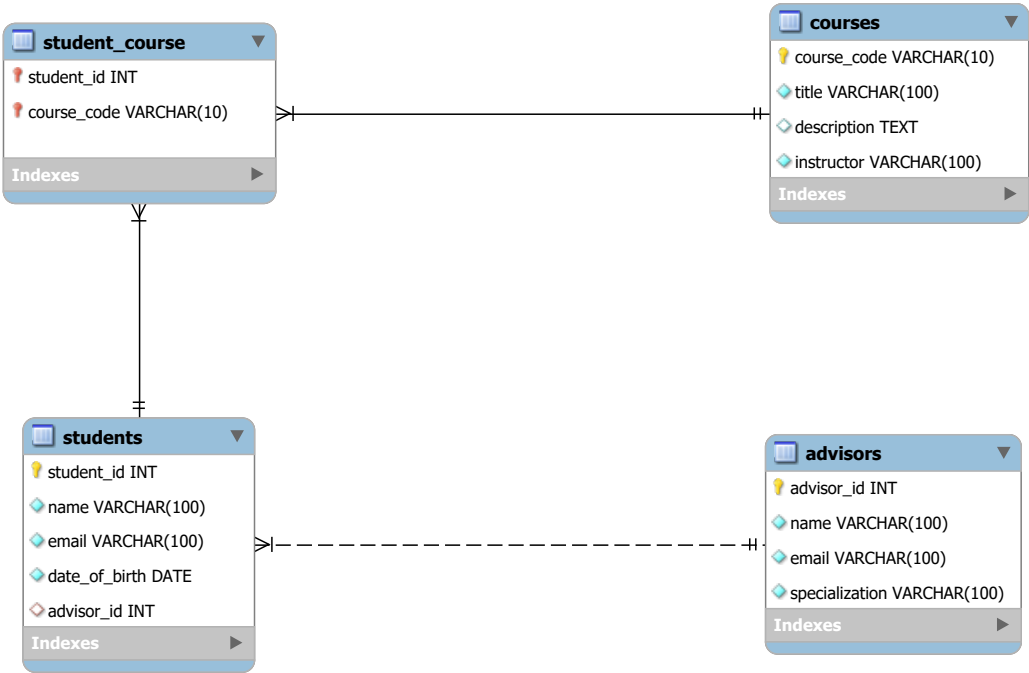 student_course
student_id INT
course_code VARCHAR(10)
Indexes
courses
course_code VARCHAR(10)
title VARCHAR(100)
description TEXT
instructor VARCHAR(100)
Indexes
students
student_id INT
name VARCHAR(100)
email VARCHAR(100)
date_of_birth DATE
advisor_id INT
Indexes
advisors
advisor_id INT
name VARCHAR(100)
email VARCHAR(100)
specialization VARCHAR(100)
Indexes